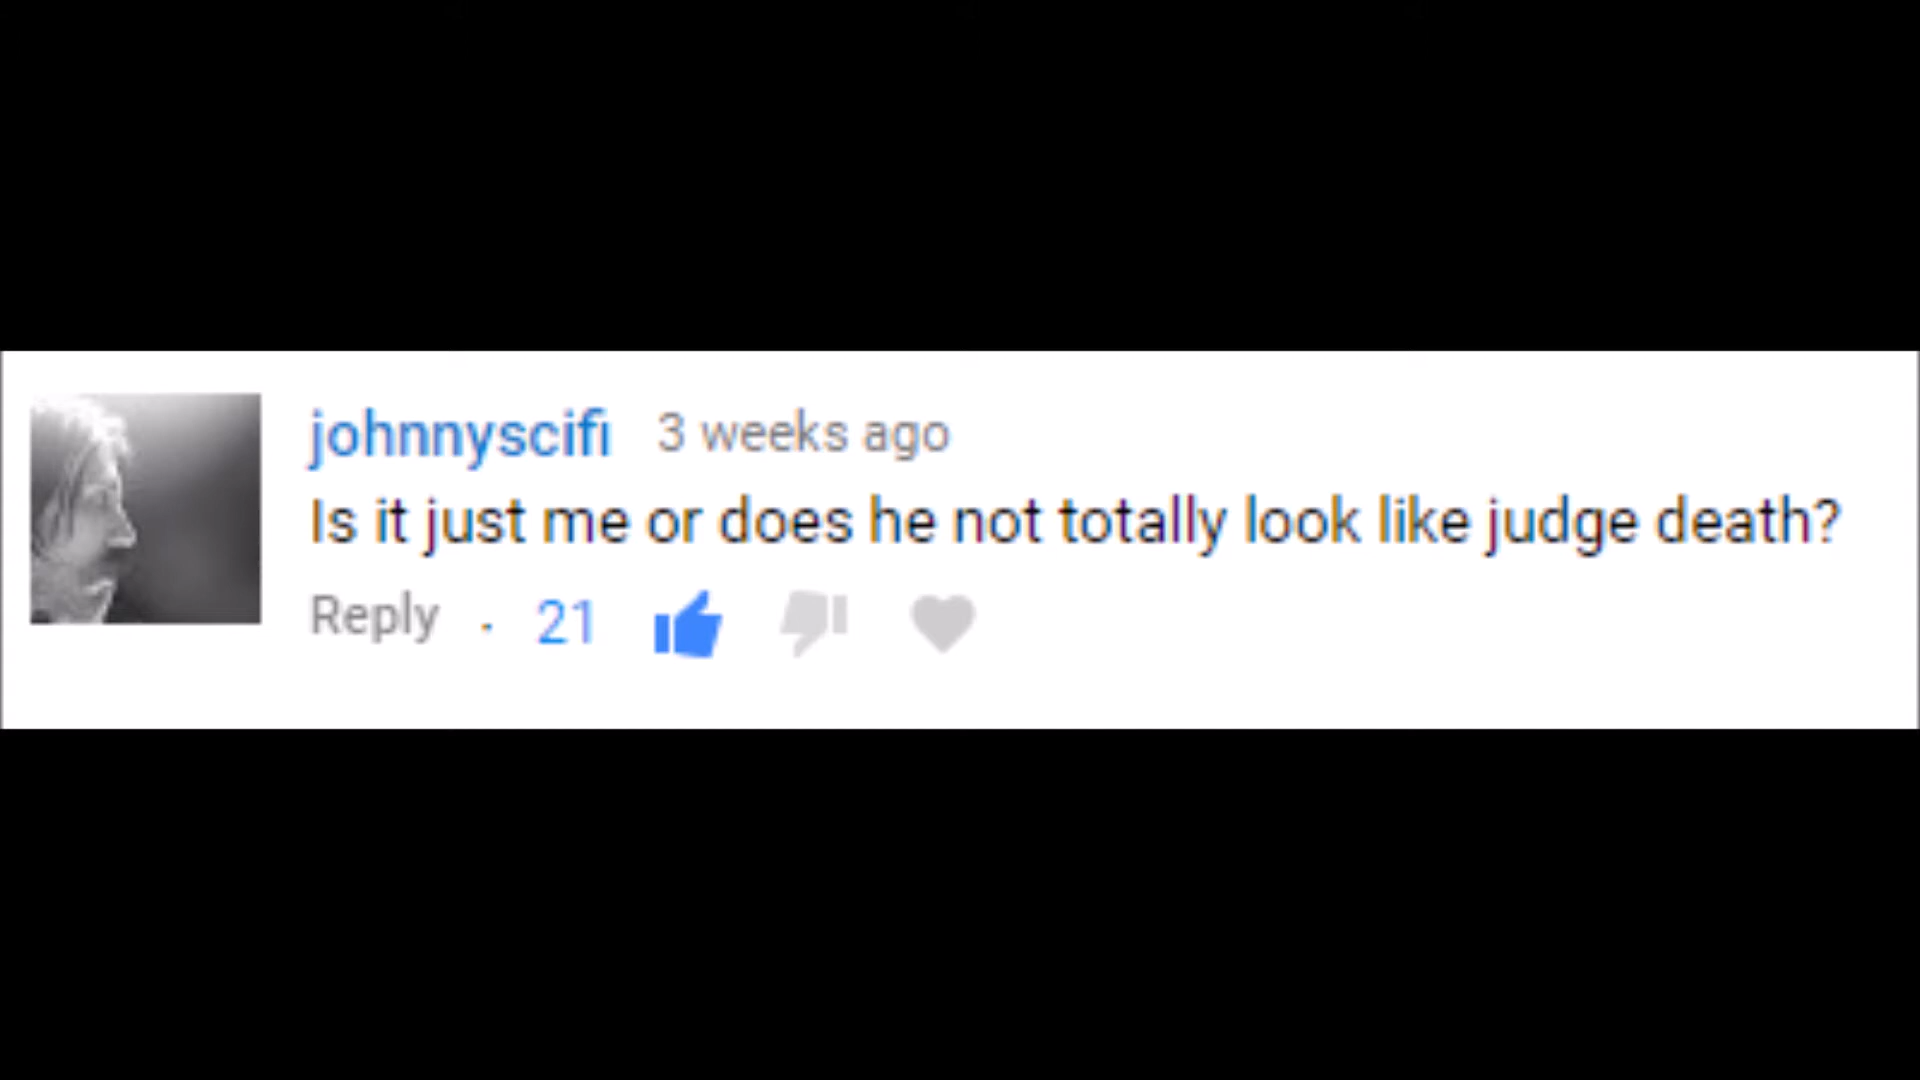 johnnyscifi 3 weeks ago
Is it just me or does he not totally look like judge death?
Reply · 21